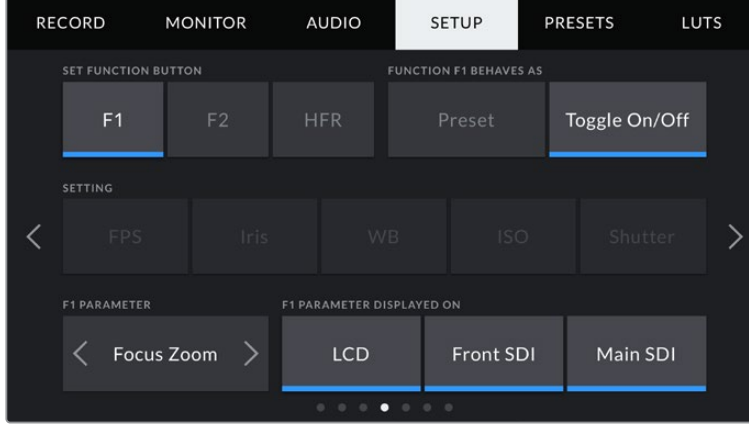 RECORD MONITOR AUDIO SETUP PRESETS LUTS
SET FUNCTION BUTTON FUNCTION F1 BEHAVES AS
F1 F2 HFR Preset Toggle On/Off
SETTING
FPS Iris WB ISO Shutter
F1 PARAMETER F1 PARAMETER DISPLAYED ON
Focus Zoom LCD Front SDI Main SDI